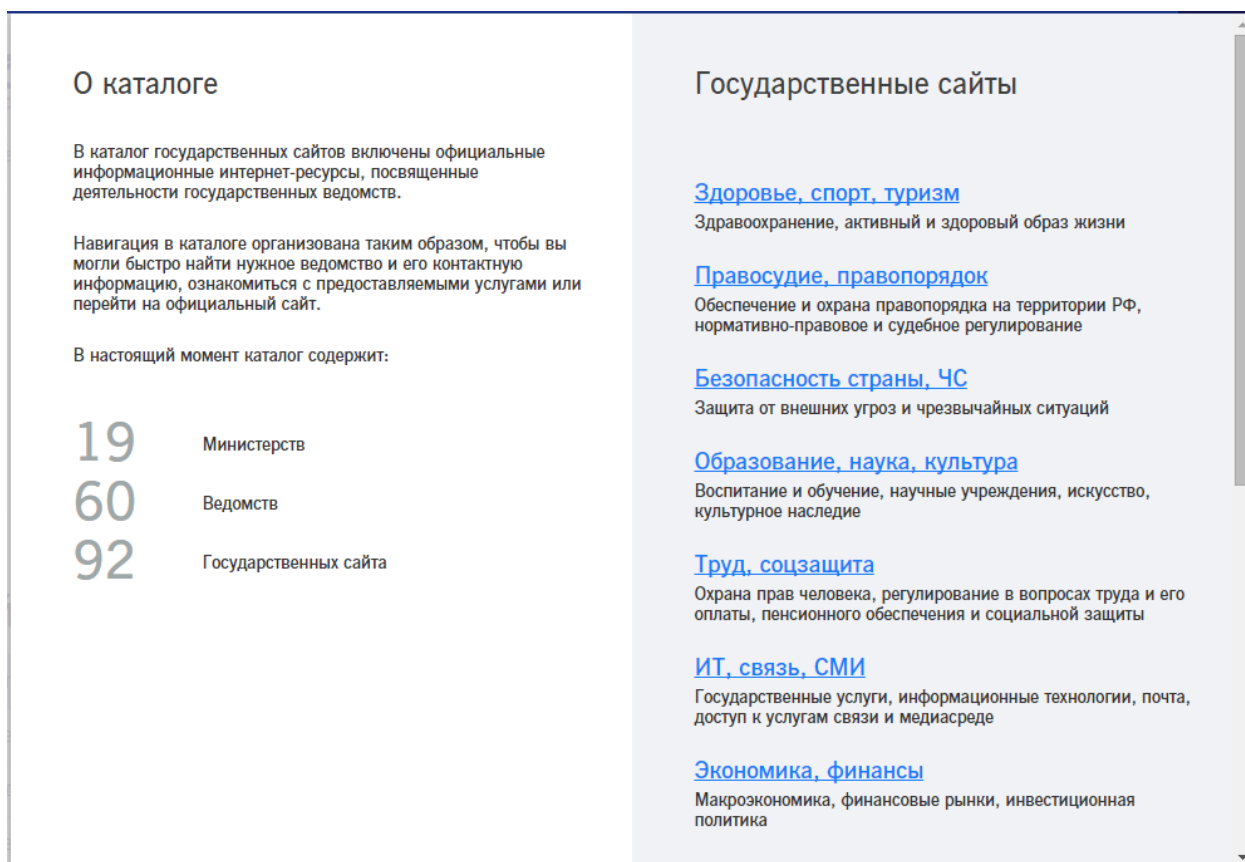 О каталоге
В каталог государственных сайтов включены официальные
информационные интернет-ресурсы, посвященные
деятельности государственных ведомств.
Навигация в каталоге организована таким образом, чтобы вы
могли быстро найти нужное ведомство и его контактную
информацию, ознакомиться с предоставляемыми услугами или
перейти на официальный сайт.
В настоящий момент каталог содержит:
19 Министерств
60 Ведомств
92 Государственных сайта
Государственные сайты
Здоровье, спорт, туризм
Здравоохранение, активный и здоровый образ жизни
Правосудие, правопорядок
Обеспечение и охрана правопорядка на территории РФ,
нормативно-правовое и судебное регулирование
Безопасность страны, ЧС
Защита от внешних угроз и чрезвычайных ситуаций
Образование, наука, культура
Воспитание и обучение, научные учреждения, искусство,
культурное наследие
Труд, соцзащита
Охрана прав человека, регулирование в вопросах труда и его
оплаты, пенсионного обеспечения и социальной защиты
ИТ, связь, СМИ
Государственные услуги, информационные технологии, почта,
доступ к услугам связи и медиасреде
Экономика, финансы
Макроэкономика, финансовые рынки, инвестиционная
политика